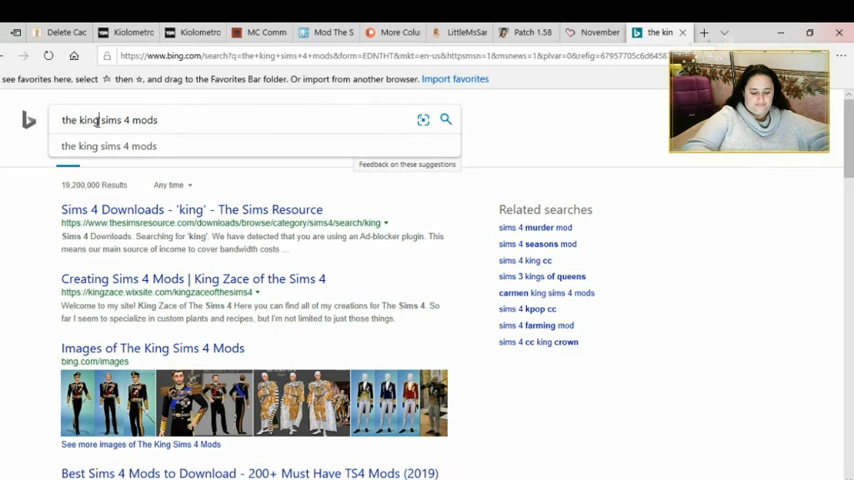 Delete Cac
Kiolometro
Kiolometro
MC Comm
Mod The S
More Colu
LittleMsSar
Patch 1.58
November
the kin
https://www.bing.com/search?q=the+king+sims+4+mods&form=EDNTHT&mkt=en-us&httpsmsn=1&msnews=1&plvar=0&refig=67957705c6d64587
see favorites here, select ☆ then ☆, and drag to the Favorites Bar folder. Or import from another browser. Import favorites
the king sims 4 mods
the king sims 4 mods
Feedback on these suggestions
19,200,000 Results Any time
Sims 4 Downloads - 'king' - The Sims Resource
https://www.thesimsresource.com/downloads/browse/category/sims4/search/king
Sims 4 Downloads. Searching for 'king'. We have detected that you are using an Ad-blocker plugin. This
means our main source of income to cover bandwidth costs ...
Creating Sims 4 Mods | King Zace of the Sims 4
https://kingzace.wixsite.com/kingzaceofthesims4
Welcome to my site! King Zace of The Sims 4 Here you can find all of my creations for The Sims 4. So
far I seem to specialize in custom plants and recipes, but I'm not limited to just those things.
Images of The King Sims 4 Mods
bing.com/images
See more images of The King Sims 4 Mods
Best Sims 4 Mods to Download - 200+ Must Have TS4 Mods (2019)
Related searches
sims 4 murder mod
sims 4 seasons mod
sims 4 king cc
sims 3 kings of queens
carmen king sims 4 mods
sims 4 kpop cc
sims 4 farming mod
sims 4 cc king crown